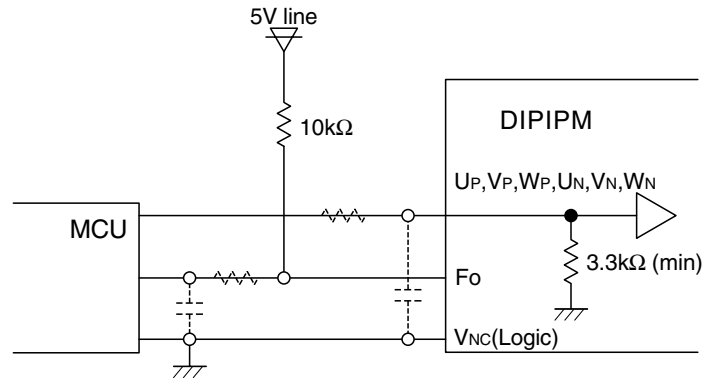 5V line
10kΩ
DIPIPM
UP,VP,WP,UN,VN,WN
MCU
3.3kΩ (min)
Fo
VNC(Logic)